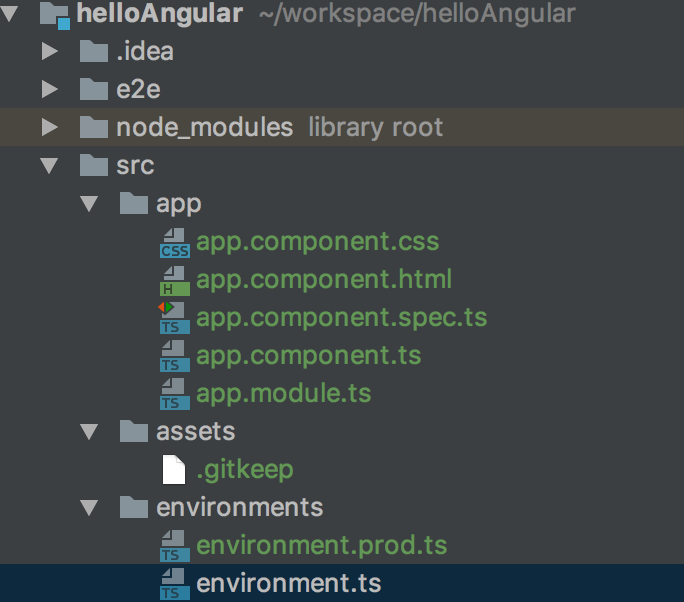 helloAngular ~/workspace/helloAngular
.idea
e2e
node_modules library root
src
app
CSS app.component.css
H app.component.html
TS app.component.spec.ts
TS app.component.ts
TS app.module.ts
assets
.gitkeep
environments
TS environment.prod.ts
TS environment.ts